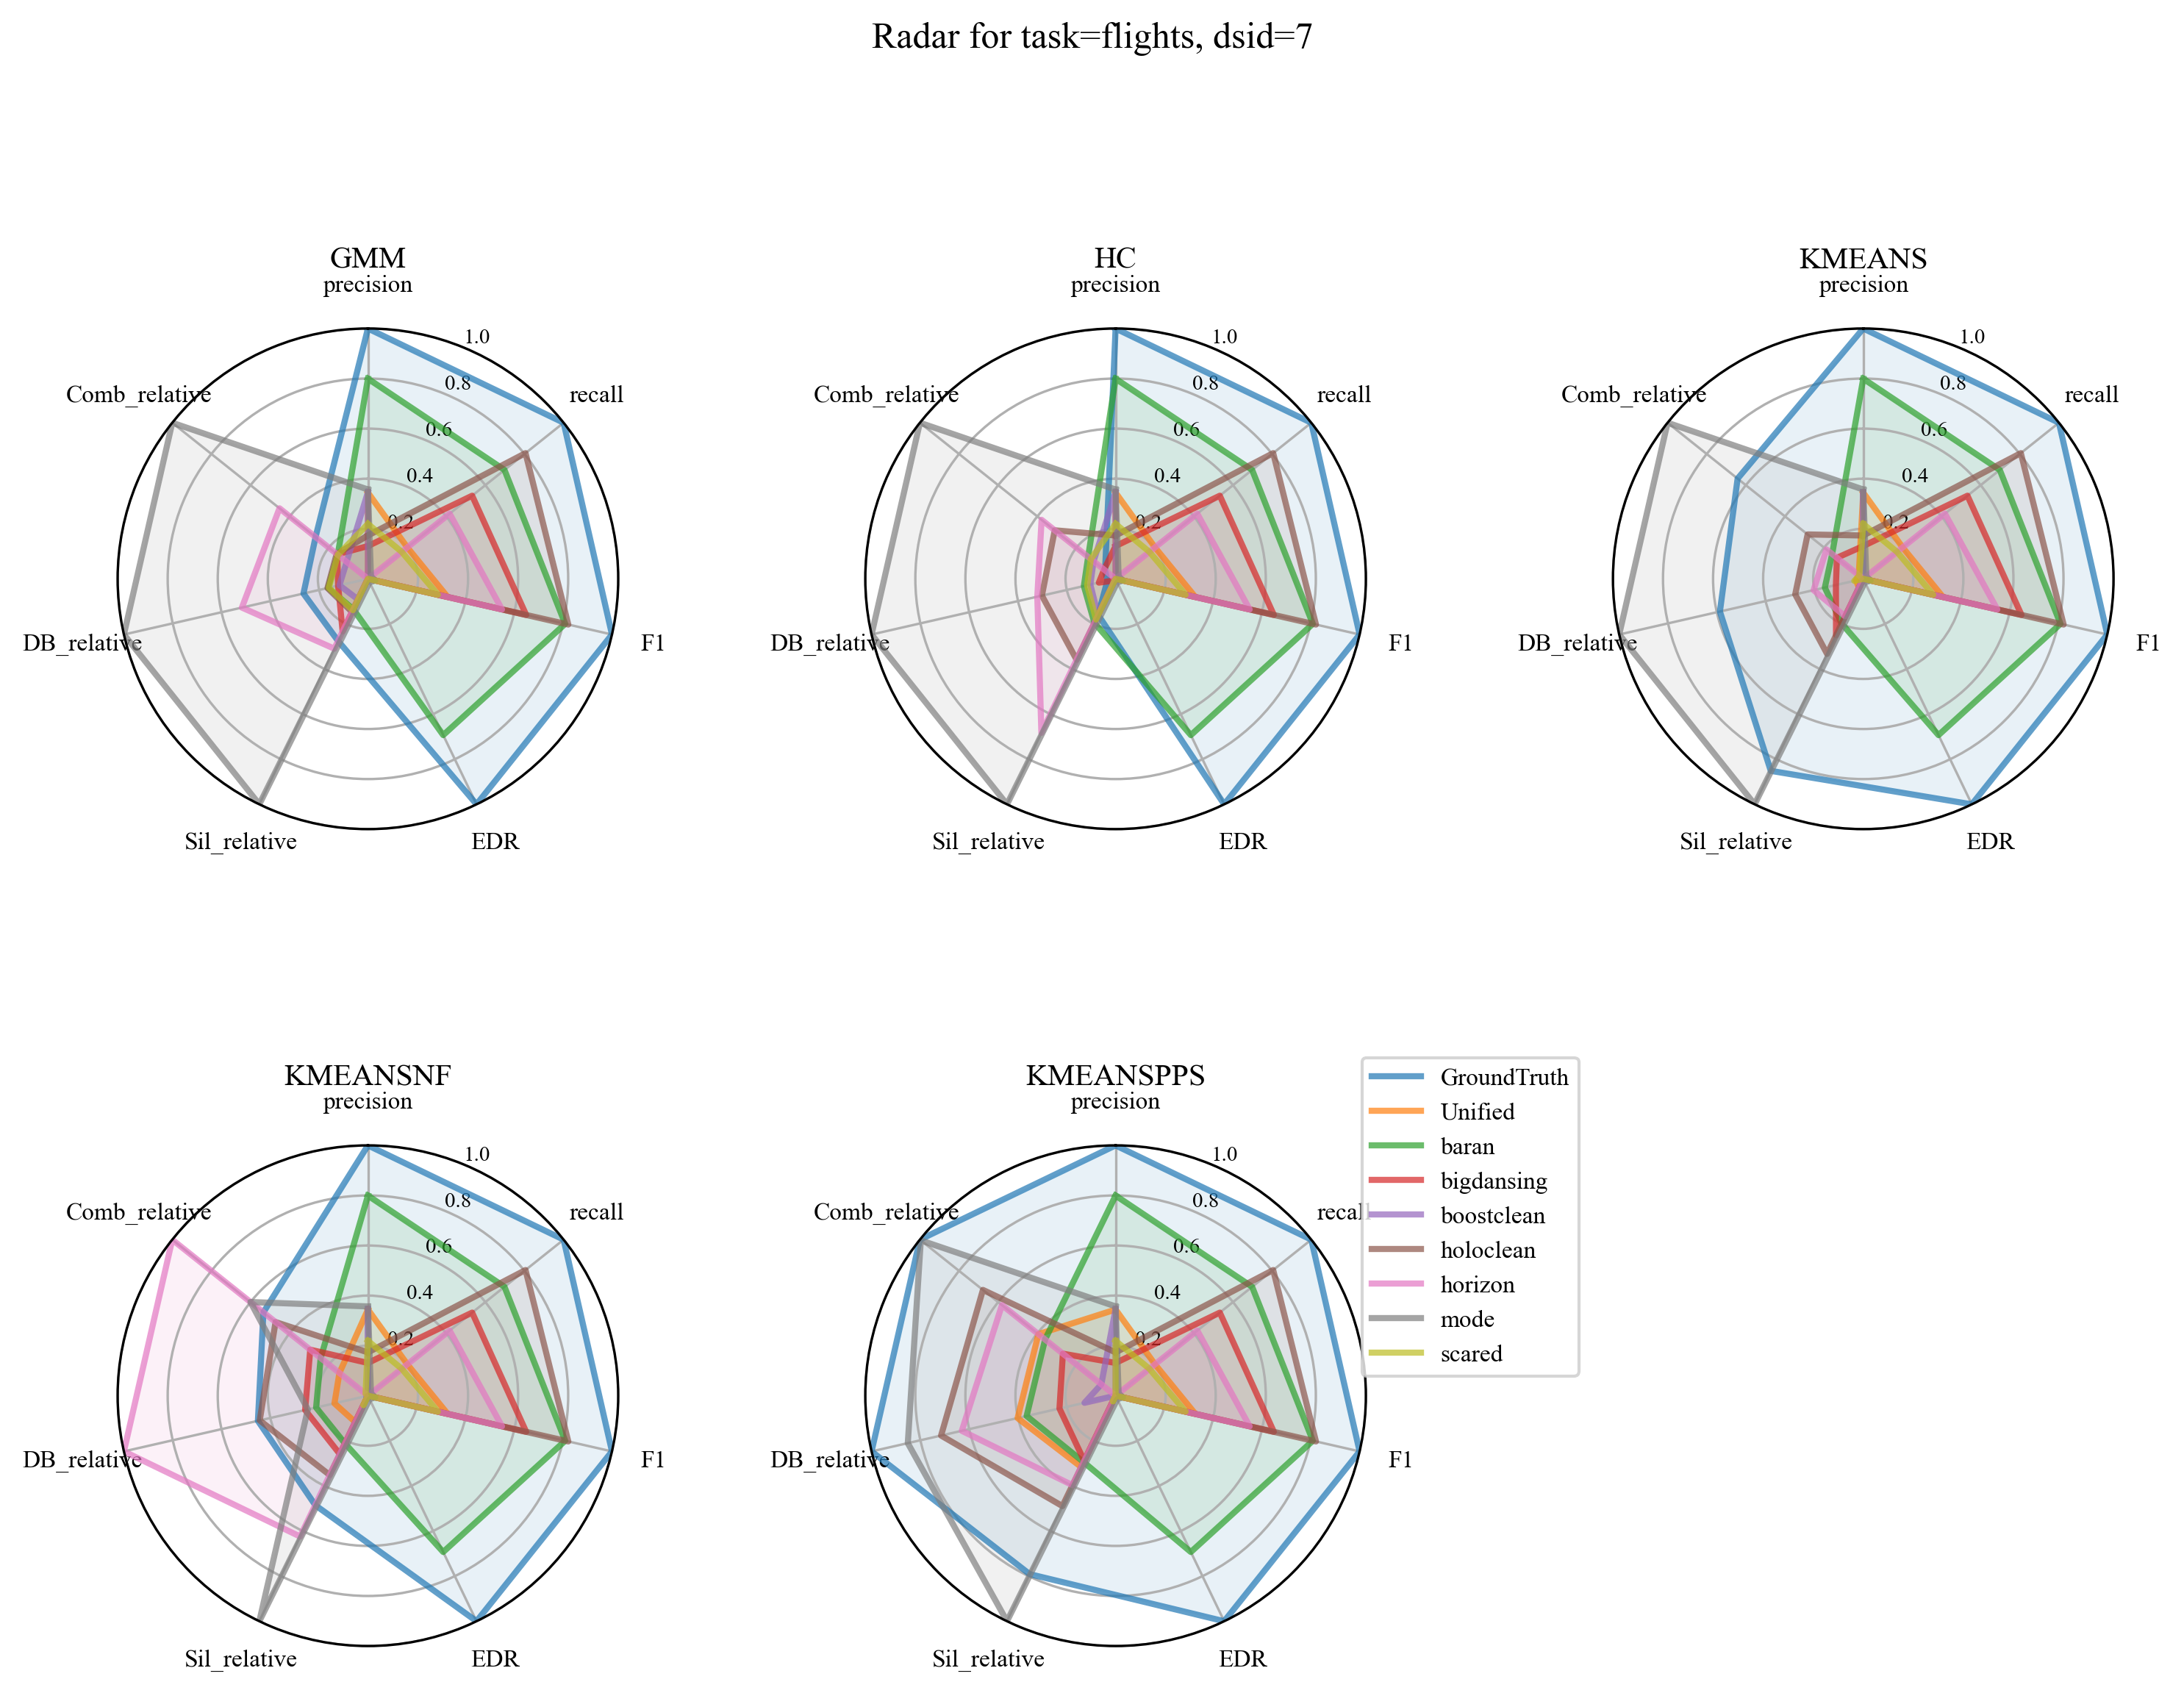 Radar for task=flights, dsid=7
GMM
precision
1.0
0.8
0.6
0.4
0.2
Comb_relative
recall
DB_relative
F1
Sil_relative
EDR
HC
precision
1.0
0.8
0.6
0.4
0.2
Comb_relative
recall
DB_relative
F1
Sil_relative
EDR
KMEANS
precision
1.0
0.8
0.6
0.4
0.2
Comb_relative
recall
DB_relative
F1
Sil_relative
EDR
KMEANSNF
precision
1.0
0.8
0.6
0.4
0.2
Comb_relative
recall
DB_relative
F1
Sil_relative
EDR
KMEANSPPS
precision
1.0
0.8
0.6
0.4
0.2
Comb_relative
recall
DB_relative
F1
Sil_relative
EDR
GroundTruth
Unified
baran
bigdansing
boostclean
holoclean
horizon
mode
scared